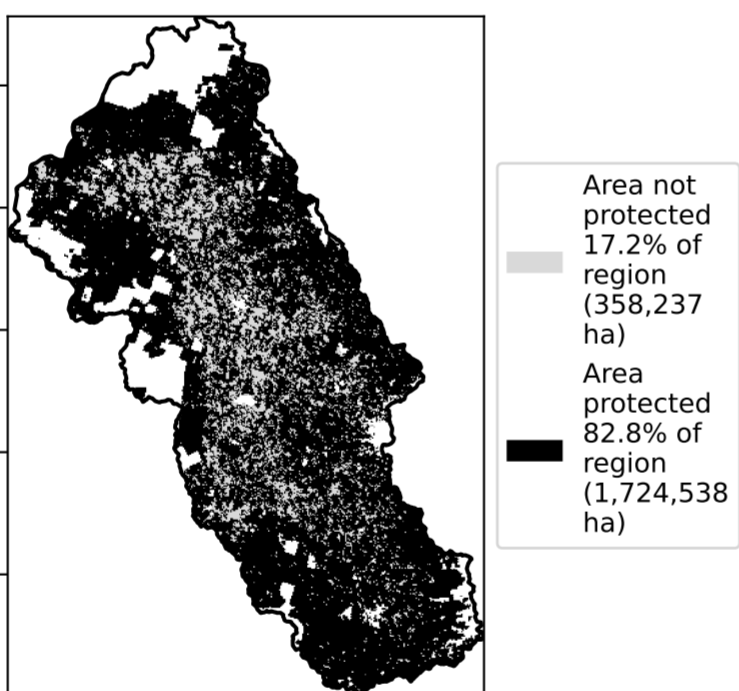 Area not
protected
17.2% of
region
(358,237
ha)
Area
protected
82.8% of
region
(1,724,538
ha)